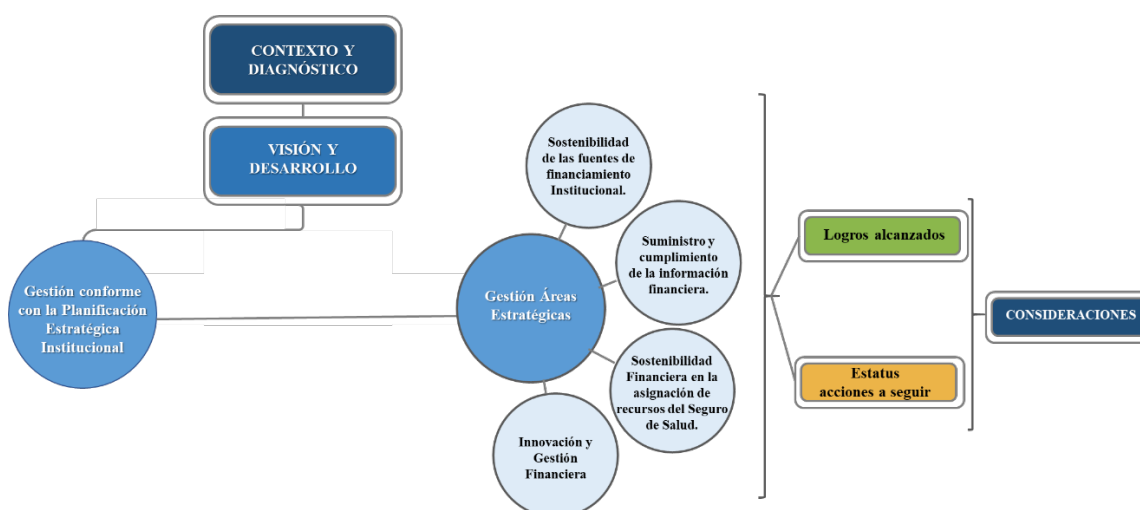 CONTEXTO Y
DIAGNÓSTICO
VISIÓN Y
DESARROLLO
Gestión conforme
con la Planificación
Estratégica
Institucional
Gestión Áreas
Estratégicas
Sostenibilidad
de las fuentes de
financiamiento
Institucional.
Suministro y
cumplimiento
de la información
financiera.
Sostenibilidad
Financiera en la
asignación de
recursos del Seguro
de Salud.
Innovación y
Gestión
Financiera
Logros alcanzados
Estatus
acciones a seguir
CONSIDERACIONES